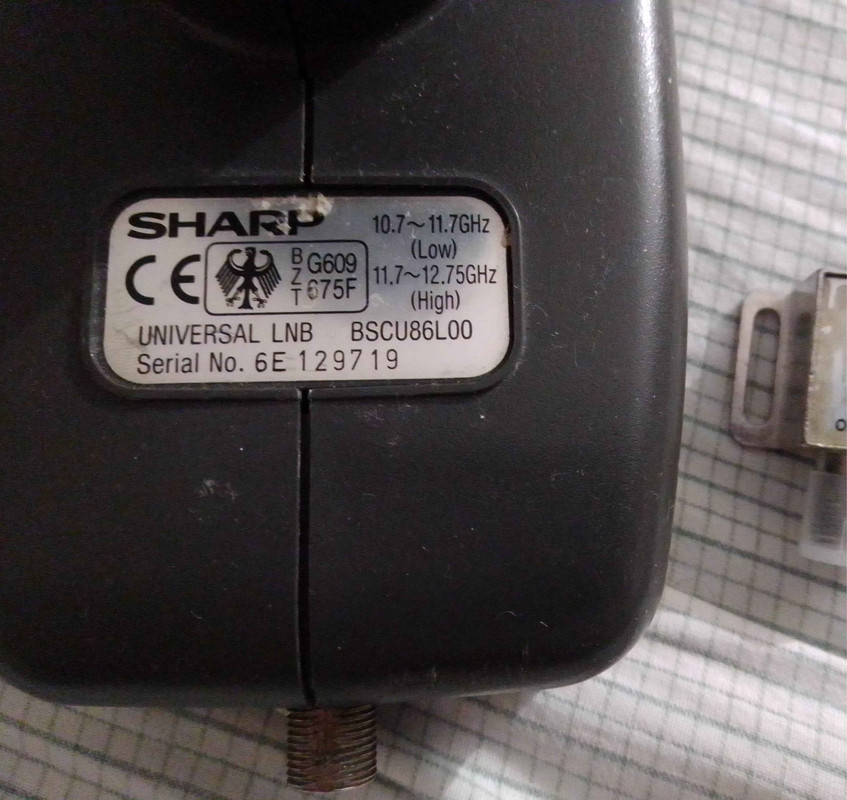 SHARP
10.7~11.7GHz
(Low)
CE
BZT
G609
675F
11.7~12.75GHz
(High)
UNIVERSAL LNB BSCU86L00
Serial No. 6E 129719
O